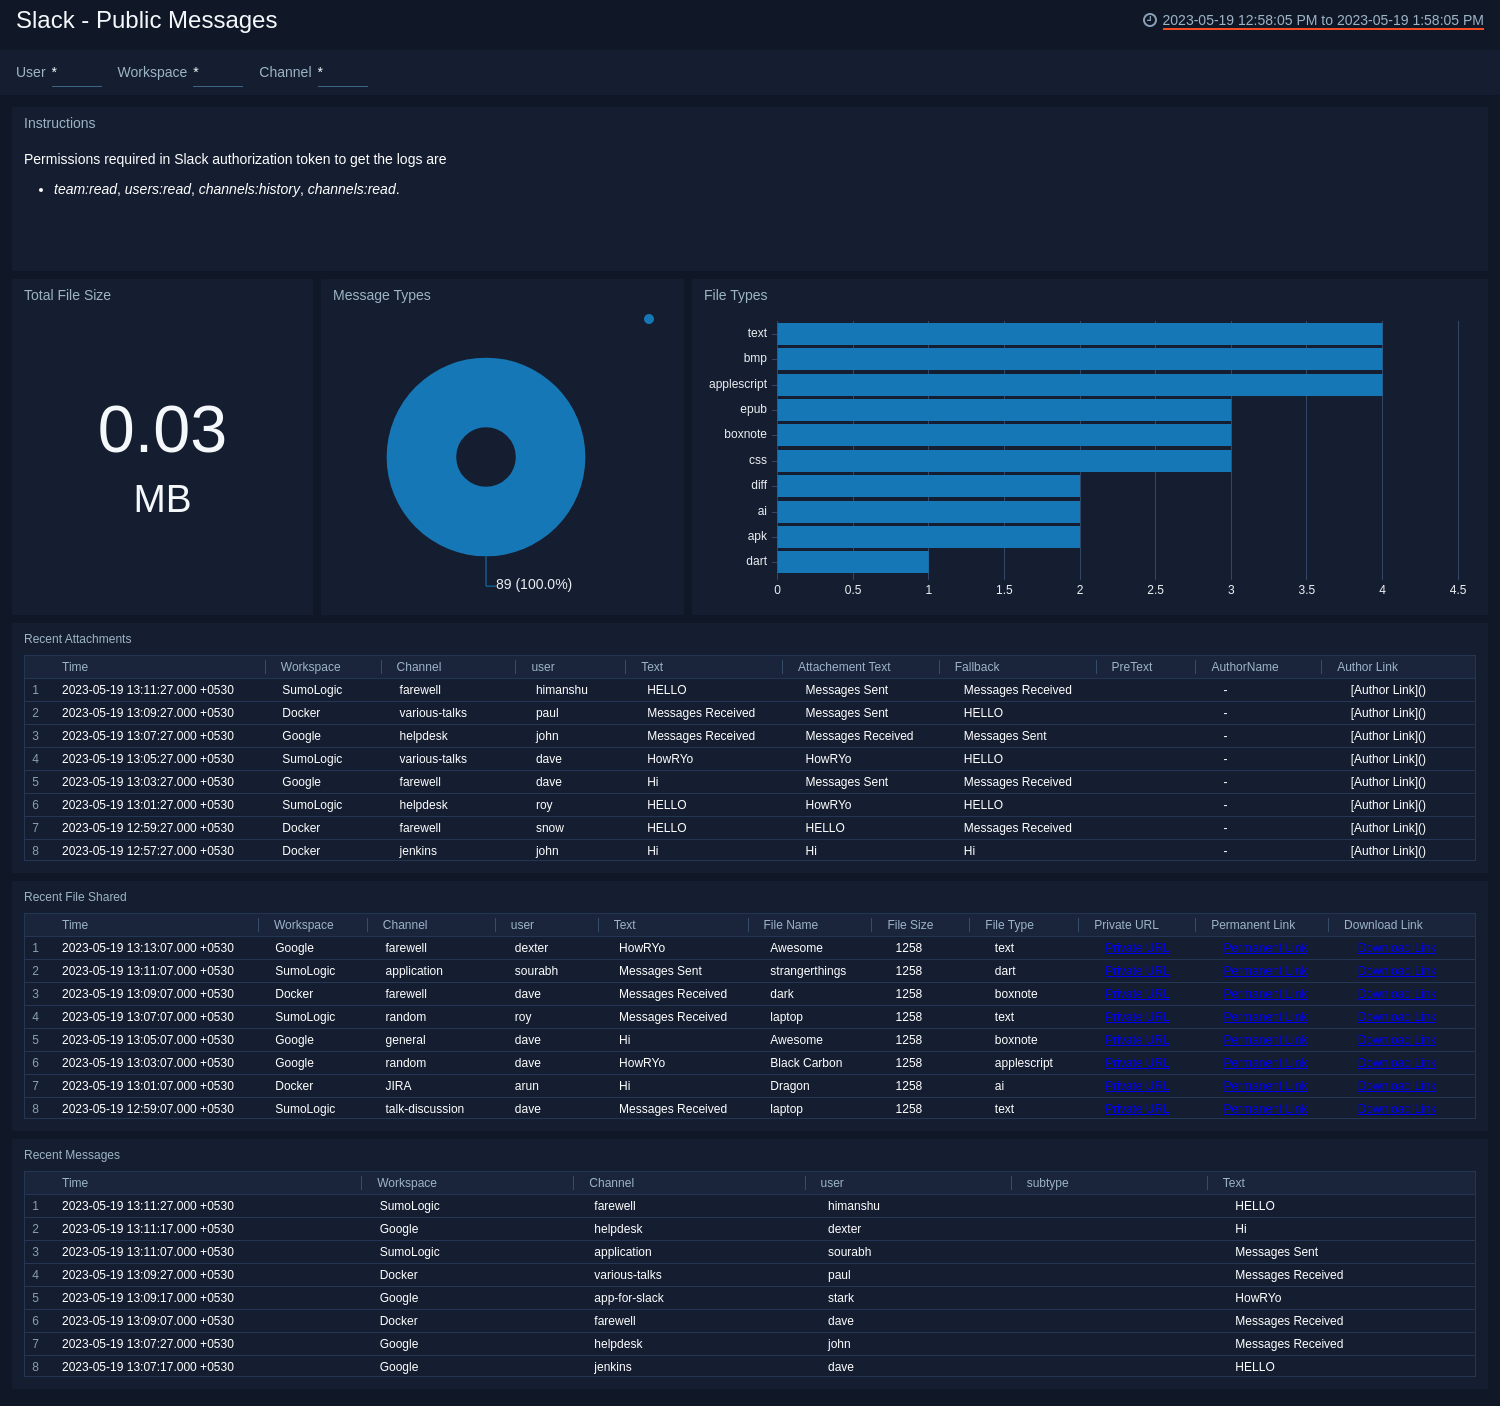 Slack - Public Messages
2023-05-19 12:58:05 PM to 2023-05-19 1:58:05 PM
User * Workspace * Channel *
Instructions
Permissions required in Slack authorization token to get the logs are
• team:read, users:read, channels:history, channels:read.
Total File Size
0.03
MB
Message Types
89 (100.0%)
File Types
text
bmp
applescript
epub
boxnote
css
diff
ai
apk
dart
0 0.5 1 1.5 2 2.5 3 3.5 4 4.5
Recent Attachments
Time Workspace Channel user Text Attachement Text Fallback PreText AuthorName Author Link
1 2023-05-19 13:11:27.000 +0530 SumoLogic farewell himanshu HELLO Messages Sent Messages Received - [Author Link]()
2 2023-05-19 13:09:27.000 +0530 Docker various-talks paul Messages Received Messages Sent HELLO - [Author Link]()
3 2023-05-19 13:07:27.000 +0530 Google helpdesk john Messages Received Messages Received Messages Sent - [Author Link]()
4 2023-05-19 13:05:27.000 +0530 SumoLogic various-talks dave HowRYo HowRYo HELLO - [Author Link]()
5 2023-05-19 13:03:27.000 +0530 Google farewell dave Hi Messages Sent Messages Received - [Author Link]()
6 2023-05-19 13:01:27.000 +0530 SumoLogic helpdesk roy HELLO HowRYo HELLO - [Author Link]()
7 2023-05-19 12:59:27.000 +0530 Docker farewell snow HELLO HELLO Messages Received - [Author Link]()
8 2023-05-19 12:57:27.000 +0530 Docker jenkins john Hi Hi Hi - [Author Link]()
Recent File Shared
Time Workspace Channel user Text File Name File Size File Type Private URL Permanent Link Download Link
1 2023-05-19 13:13:07.000 +0530 Google farewell dexter HowRYo Awesome 1258 text Private URL Permanent Link Download Link
2 2023-05-19 13:11:07.000 +0530 SumoLogic application sourabh Messages Sent strangerthings 1258 dart Private URL Permanent Link Download Link
3 2023-05-19 13:09:07.000 +0530 Docker farewell dave Messages Received dark 1258 boxnote Private URL Permanent Link Download Link
4 2023-05-19 13:07:07.000 +0530 SumoLogic random roy Messages Received laptop 1258 text Private URL Permanent Link Download Link
5 2023-05-19 13:05:07.000 +0530 Google general dave Hi Awesome 1258 boxnote Private URL Permanent Link Download Link
6 2023-05-19 13:03:07.000 +0530 Google random dave HowRYo Black Carbon 1258 applescript Private URL Permanent Link Download Link
7 2023-05-19 13:01:07.000 +0530 Docker JIRA arun Hi Dragon 1258 ai Private URL Permanent Link Download Link
8 2023-05-19 12:59:07.000 +0530 SumoLogic talk-discussion dave Messages Received laptop 1258 text Private URL Permanent Link Download Link
Recent Messages
Time Workspace Channel user subtype Text
1 2023-05-19 13:11:27.000 +0530 SumoLogic farewell himanshu HELLO
2 2023-05-19 13:11:17.000 +0530 Google helpdesk dexter Hi
3 2023-05-19 13:11:07.000 +0530 SumoLogic application sourabh Messages Sent
4 2023-05-19 13:09:27.000 +0530 Docker various-talks paul Messages Received
5 2023-05-19 13:09:17.000 +0530 Google app-for-slack stark HowRYo
6 2023-05-19 13:09:07.000 +0530 Docker farewell dave Messages Received
7 2023-05-19 13:07:27.000 +0530 Google helpdesk john Messages Received
8 2023-05-19 13:07:17.000 +0530 Google jenkins dave HELLO